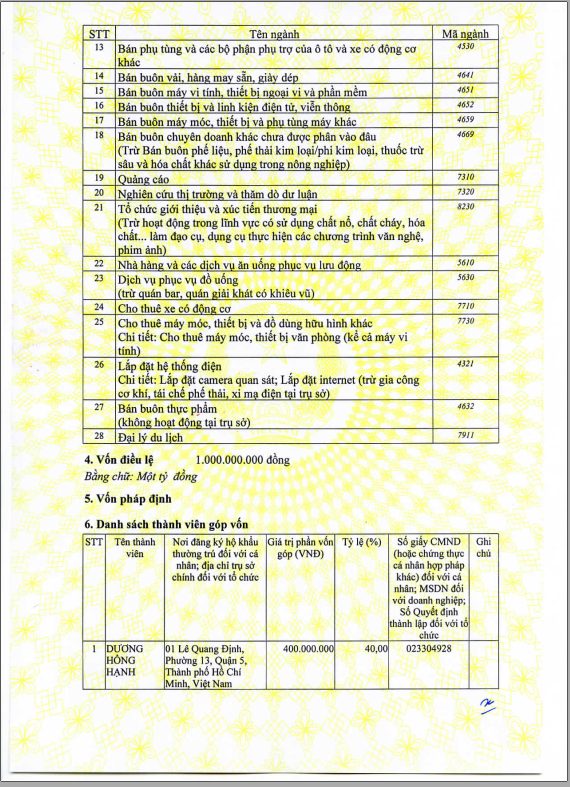 STT Tên ngành Mã ngành
13 Bán phụ tùng và các bộ phận phụ trợ của ô tô và xe có động cơ 4530
khác
14 Bán buôn vải, hàng may sẵn, giày dép 4641
15 Bán buôn máy vi tính, thiết bị ngoại vi và phần mềm 4651
16 Bán buôn thiết bị và linh kiện điện tử, viễn thông 4652
17 Bán buôn máy móc, thiết bị và phụ tùng máy khác 4659
18 Bán buôn chuyên doanh khác chưa được phân vào đâu 4669
(Trừ Bán buôn phế liệu, phế thải kim loại/phi kim loại, thuốc trừ
sâu và hóa chất khác sử dụng trong nông nghiệp)
19 Quảng cáo 7310
20 Nghiên cứu thị trường và thăm dò dư luận 7320
21 Tổ chức giới thiệu và xúc tiến thương mại 8230
(Trừ hoạt động trong lĩnh vực có sử dụng chất nổ, chất cháy, hóa
chất... làm đạo cụ, dụng cụ thực hiện các chương trình văn nghệ,
phim ảnh)
22 Nhà hàng và các dịch vụ ăn uống phục vụ lưu động 5610
23 Dịch vụ phục vụ đồ uống 5630
(trừ quán bar, quán giải khát có khiêu vũ)
24 Cho thuê xe có động cơ 7710
25 Cho thuê máy móc, thiết bị và đồ dùng hữu hình khác 7730
Chi tiết: Cho thuê máy móc, thiết bị văn phòng (kể cả máy vi
tính)
26 Lắp đặt hệ thống điện 4321
Chi tiết: Lắp đặt camera quan sát; Lắp đặt internet (trừ gia công
cơ khí, tái chế phế thải, xi mạ điện tại trụ sở)
27 Bán buôn thực phẩm 4632
(không hoạt động tại trụ sở)
28 Đại lý du lịch 7911
4. Vốn điều lệ 1.000.000.000 đồng
Bằng chữ: Một tỷ đồng
5. Vốn pháp định
6. Danh sách thành viên góp vốn
STT Tên thành Nơi đăng ký hộ khẩu Giá trị phần vốn Tỷ lệ (%) Số giấy CMND Ghi
viên thường trú đối với cá góp (VNĐ) (hoặc chứng thực chú
nhân; địa chỉ trụ sở cá nhân hợp pháp
chính đối với tổ chức khác) đối với cá
nhân; MSDN đối
với doanh nghiệp;
Số Quyết định
thành lập đối với tổ
chức
1 DƯƠNG 01 Lê Quang Định, 400.000.000 40,00 023304928
HỒNG Phường 13, Quận 5,
HẠNH Thành phố Hồ Chí
Minh, Việt Nam